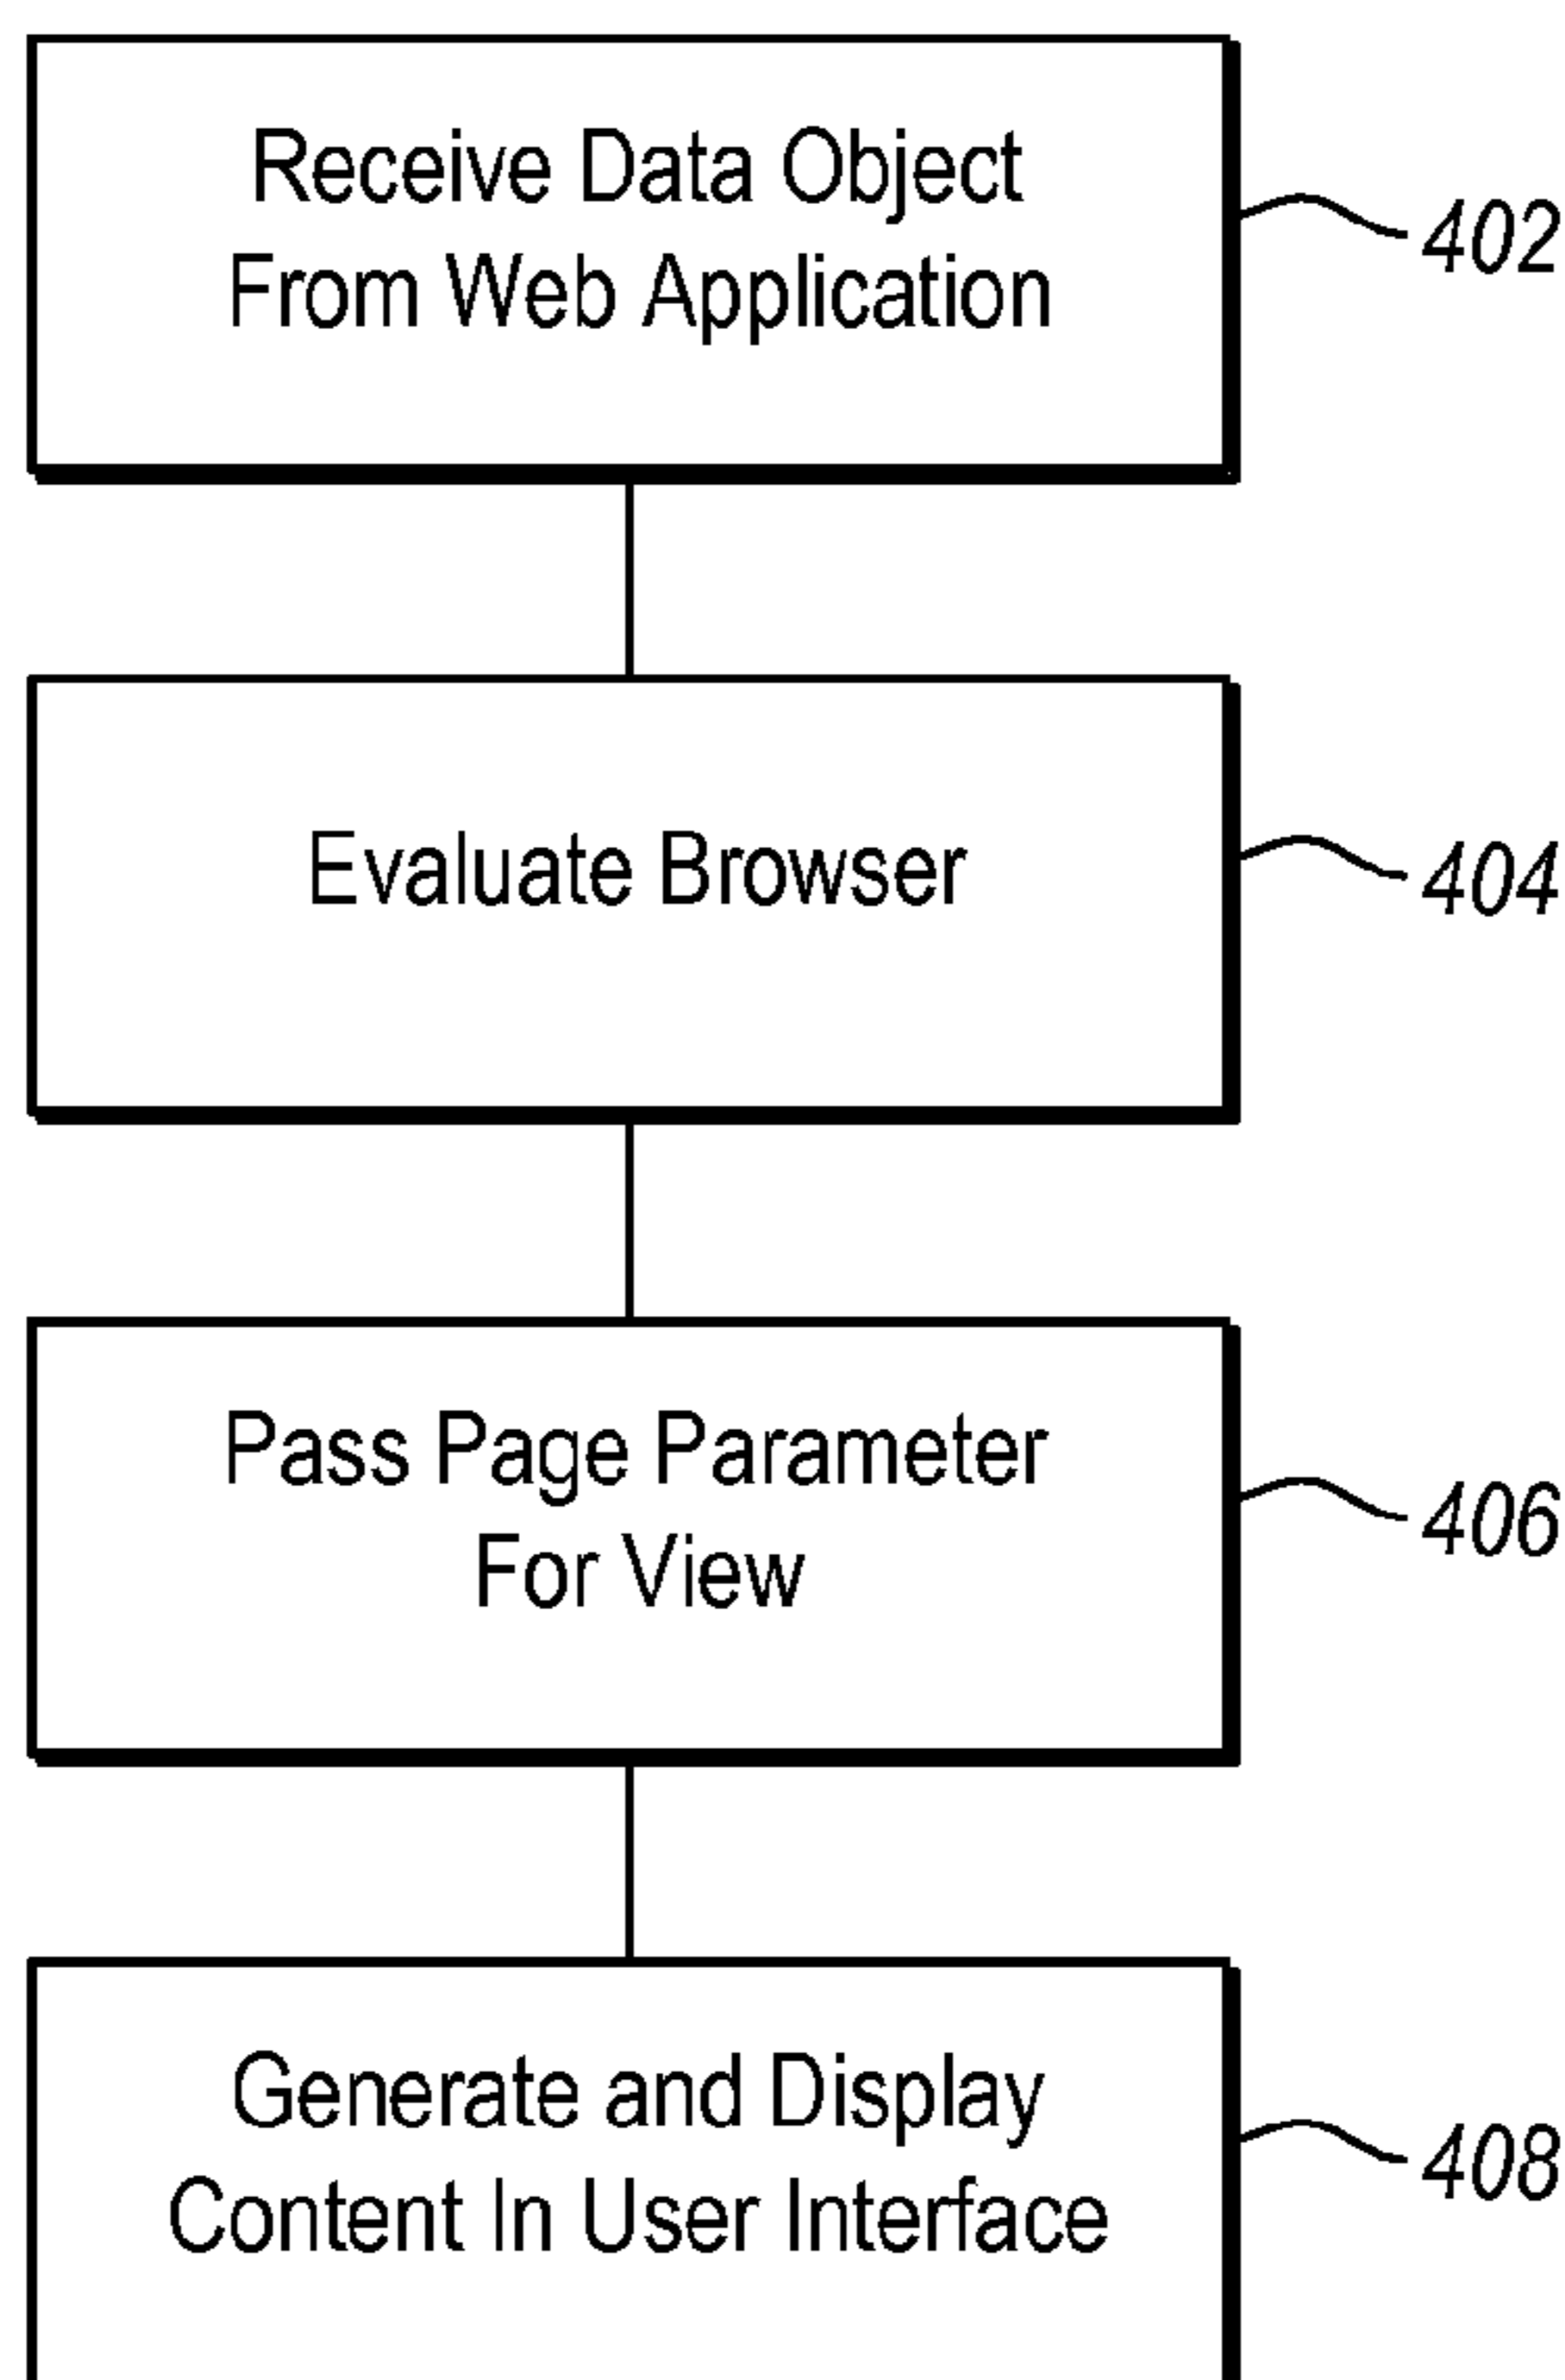 Receive Data Object
From Web Application
402
Evaluate Browser
404
Pass Page Parameter
For View
406
Generate and Display
Content In User Interface
408